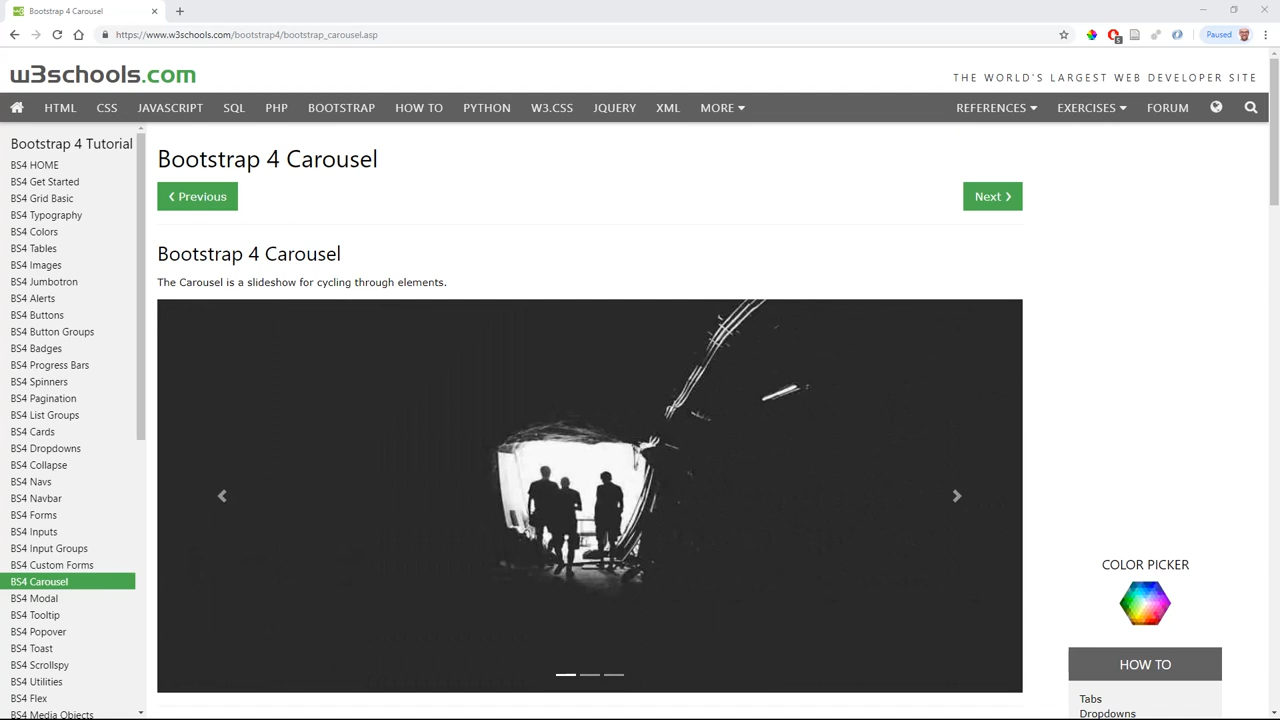 Bootstrap 4 Carousel
https://www.w3schools.com/bootstrap4/bootstrap_carousel.asp
5
Paused
w3schools.com
THE WORLD'S LARGEST WEB DEVELOPER SITE
HTML CSS JAVASCRIPT SQL PHP BOOTSTRAP HOW TO PYTHON W3.CSS JQUERY XML MORE REFERENCES EXERCISES FORUM
Bootstrap 4 Tutorial
BS4 HOME
BS4 Get Started
BS4 Grid Basic
BS4 Typography
BS4 Colors
BS4 Tables
BS4 Images
BS4 Jumbotron
BS4 Alerts
BS4 Buttons
BS4 Button Groups
BS4 Badges
BS4 Progress Bars
BS4 Spinners
BS4 Pagination
BS4 List Groups
BS4 Cards
BS4 Dropdowns
BS4 Collapse
BS4 Navs
BS4 Navbar
BS4 Forms
BS4 Inputs
BS4 Input Groups
BS4 Custom Forms
BS4 Carousel
BS4 Modal
BS4 Tooltip
BS4 Popover
BS4 Toast
BS4 Scrollspy
BS4 Utilities
BS4 Flex
BS4 Media Objects
Bootstrap 4 Carousel
❮ Previous
Next ❯
Bootstrap 4 Carousel
The Carousel is a slideshow for cycling through elements.
COLOR PICKER
HOW TO
Tabs
Dropdowns